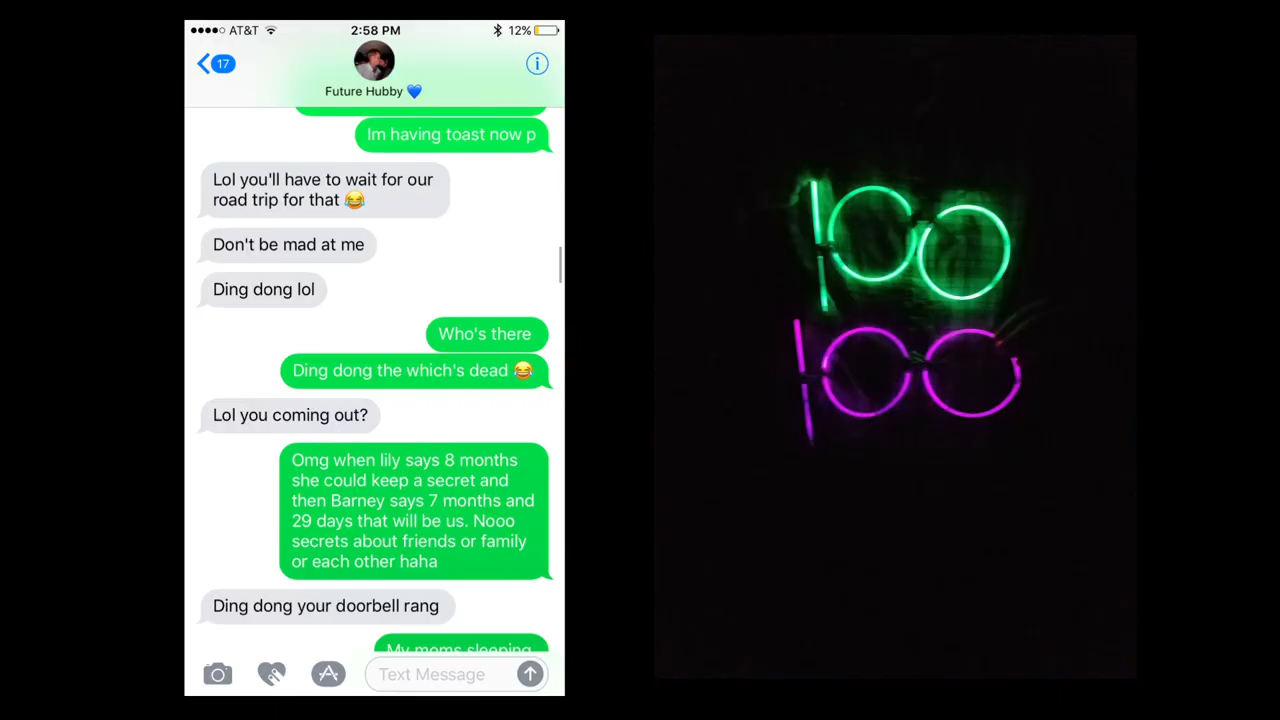 AT&T 2:58 PM 12%
17
Future Hubby 💙
Im having toast now p
Lol you'll have to wait for our
road trip for that 😂
Don't be mad at me
Ding dong lol
Who's there
Ding dong the which's dead 😂
Lol you coming out?
Omg when lily says 8 months
she could keep a secret and
then Barney says 7 months and
29 days that will be us. Nooo
secrets about friends or family
or each other haha
Ding dong your doorbell rang
My moms sleeping
Text Message
100
100